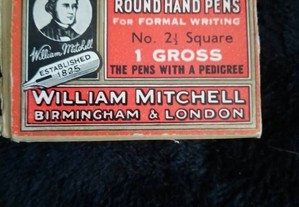 ROUND HAND PENS
FOR FORMAL WRITING
No. 2½ Square
1 GROSS
THE PENS WITH A PEDIGREE
William Mitchell
ESTABLISHED
1825
WILLIAM MITCHELL
BIRMINGHAM & LONDON